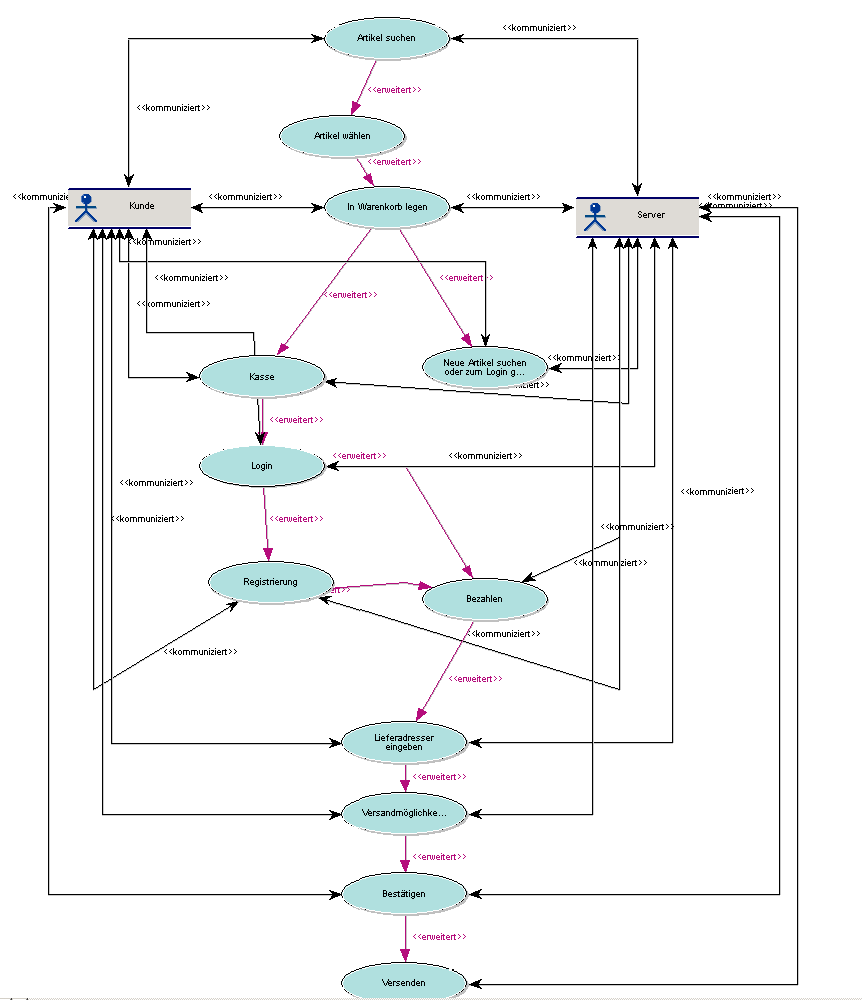 Artikel suchen
<<kommuniziert>>
<<erweitert>>
<<kommuniziert>>
Artikel wählen
<<erweitert>>
<<kommuniziert>>
<<kommuniziert>>
<<kommuniziert>>
Kunde
In Warenkorb legen
Server
<<kommuniziert>>
<<kommuniziert>>
<<kommuniziert>>
<<erweitert>>
<<erweitert>>
<<kommuniziert>>
Neue Artikel suchen
oder zum Login g...
<<kommuniziert>>
Kasse
<<erweitert>>
<<erweitert>>
<<kommuniziert>>
Login
<<kommuniziert>>
<<kommuniziert>>
<<kommuniziert>>
<<erweitert>>
<<kommuniziert>>
<<kommuniziert>>
Registrierung
Bezahlen
<<kommuniziert>>
<<kommuniziert>>
<<erweitert>>
Lieferadresser
eingeben
<<erweitert>>
Versandmöglichke...
<<erweitert>>
Bestätigen
<<erweitert>>
Versenden